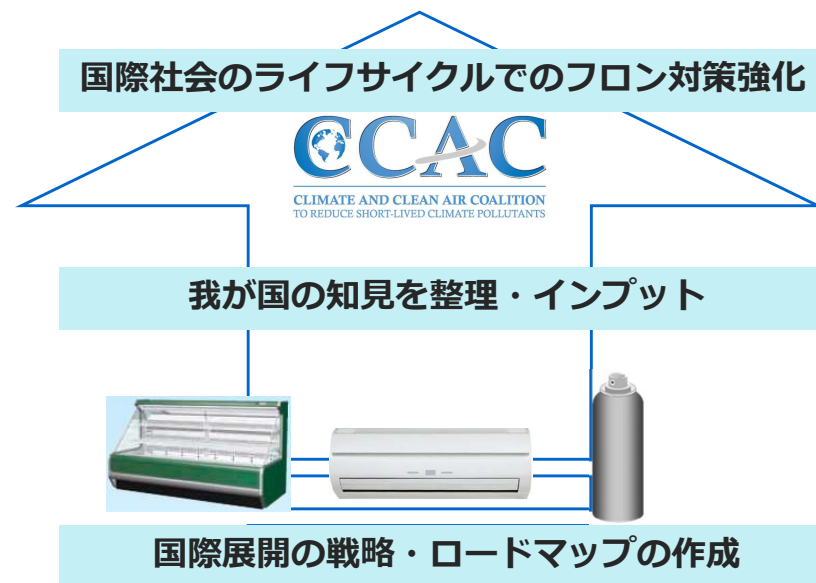 国際社会のライフサイクルでのフロン対策強化
CCAC
CLIMATE AND CLEAN AIR COALITION
TO REDUCE SHORT-LIVED CLIMATE POLLUTANTS
我が国の知見を整理・インプット
国際展開の戦略・ロードマップの作成